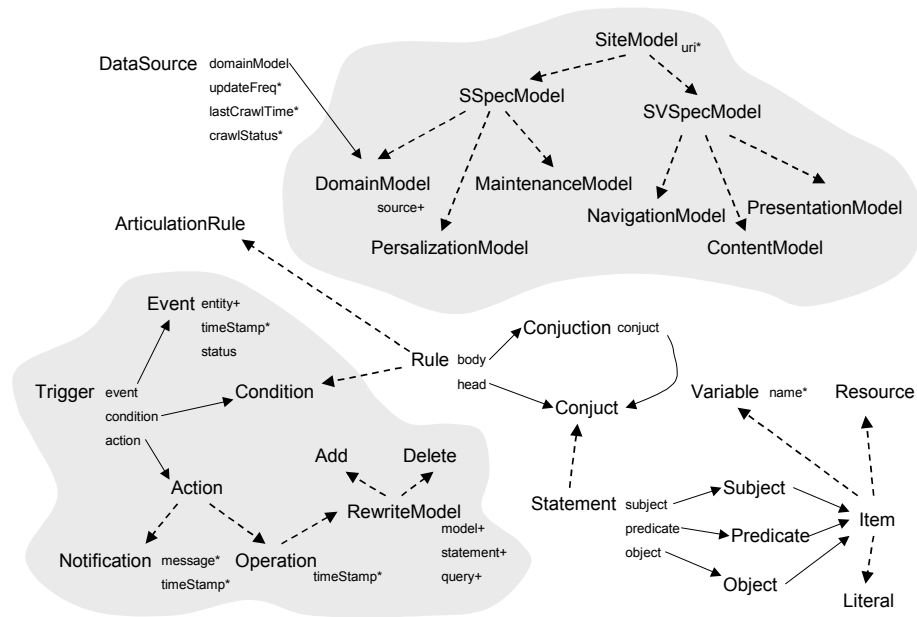 SiteModel uri*
DataSource domainModel
updateFreq*
lastCrawlTime*
crawlStatus*
SSpecModel
SVSpecModel
DomainModel
source+
MaintenanceModel
PersalizationModel
NavigationModel
PresentationModel
ContentModel
ArticulationRule
Event entity+
timeStamp*
status
Conjuction conjuct
Rule body
head
Trigger event
condition
action
Condition
Conjuct
Variable name*
Resource
Add
Delete
Action
RewriteModel
model+
statement+
query+
Statement subject
predicate
object
Subject
Predicate
Object
Item
Literal
Notification message*
timeStamp*
Operation
timeStamp*